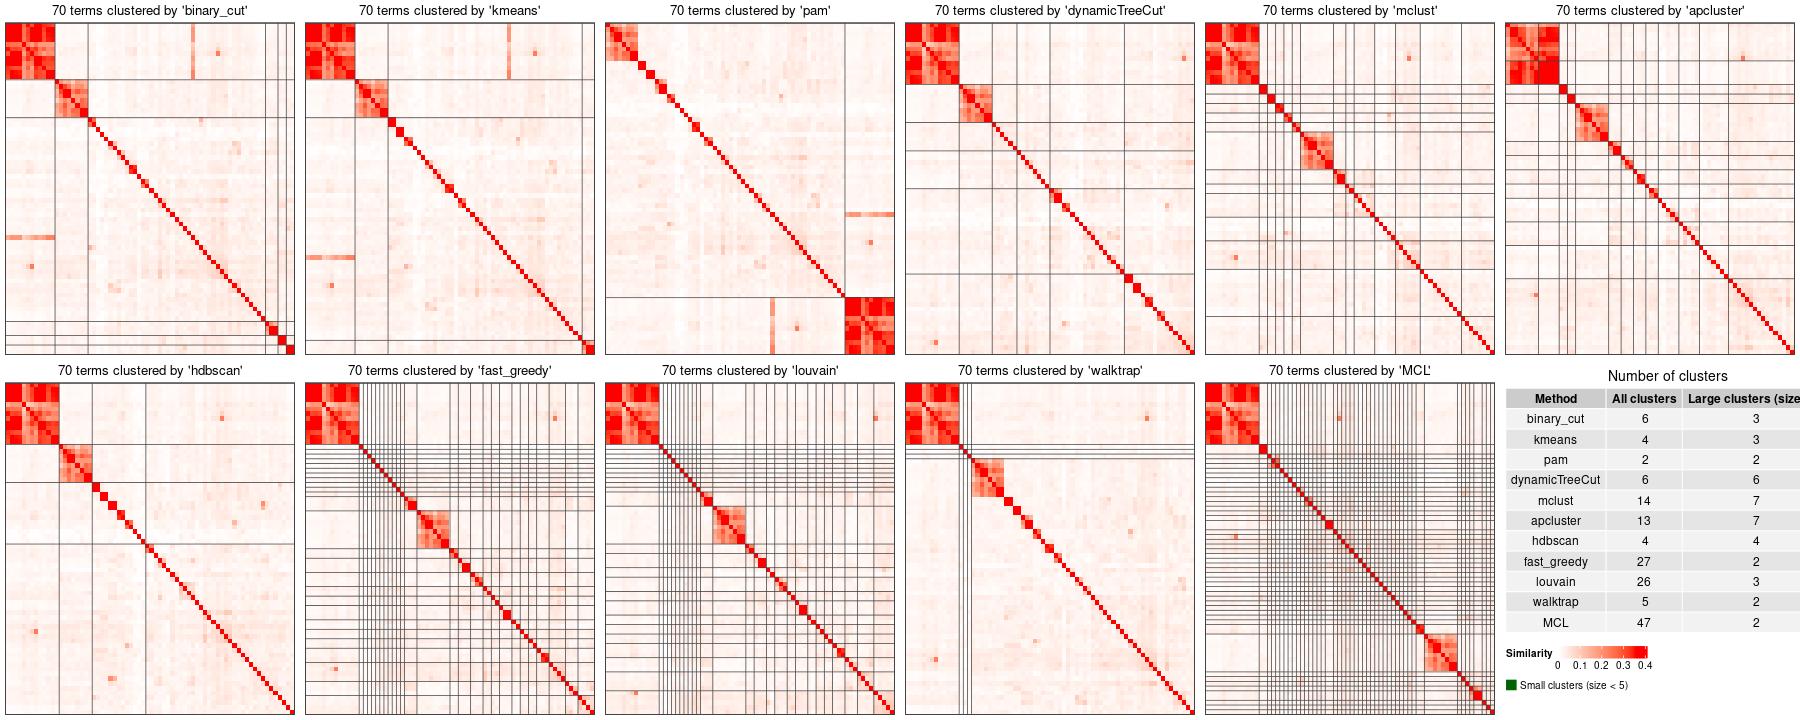 70 terms clustered by 'binary_cut'
70 terms clustered by 'kmeans'
70 terms clustered by 'pam'
70 terms clustered by 'dynamicTreeCut'
70 terms clustered by 'mclust'
70 terms clustered by 'apcluster'
70 terms clustered by 'hdbscan'
70 terms clustered by 'fast_greedy'
70 terms clustered by 'louvain'
70 terms clustered by 'walktrap'
70 terms clustered by 'MCL'
Number of clusters
Method All clusters Large clusters (size
binary_cut 6 3
kmeans 4 3
pam 2 2
dynamicTreeCut 6 6
mclust 14 7
apcluster 13 7
hdbscan 4 4
fast_greedy 27 2
louvain 26 3
walktrap 5 2
MCL 47 2
Similarity
0 0.1 0.2 0.3 0.4
Small clusters (size < 5)